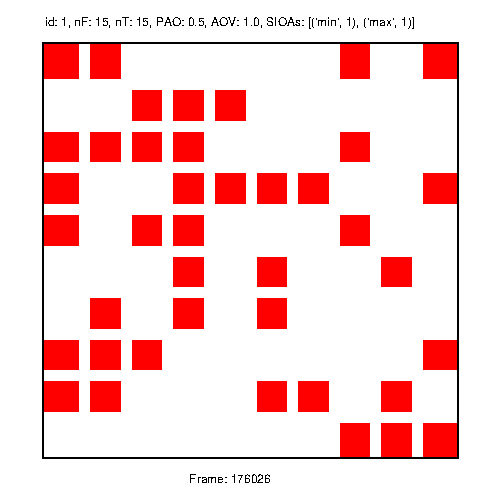 id: 1, nF: 15, nT: 15, PAO: 0.5, AOV: 1.0, SIOAs: [('min', 1), ('max', 1)]
Frame: 176026